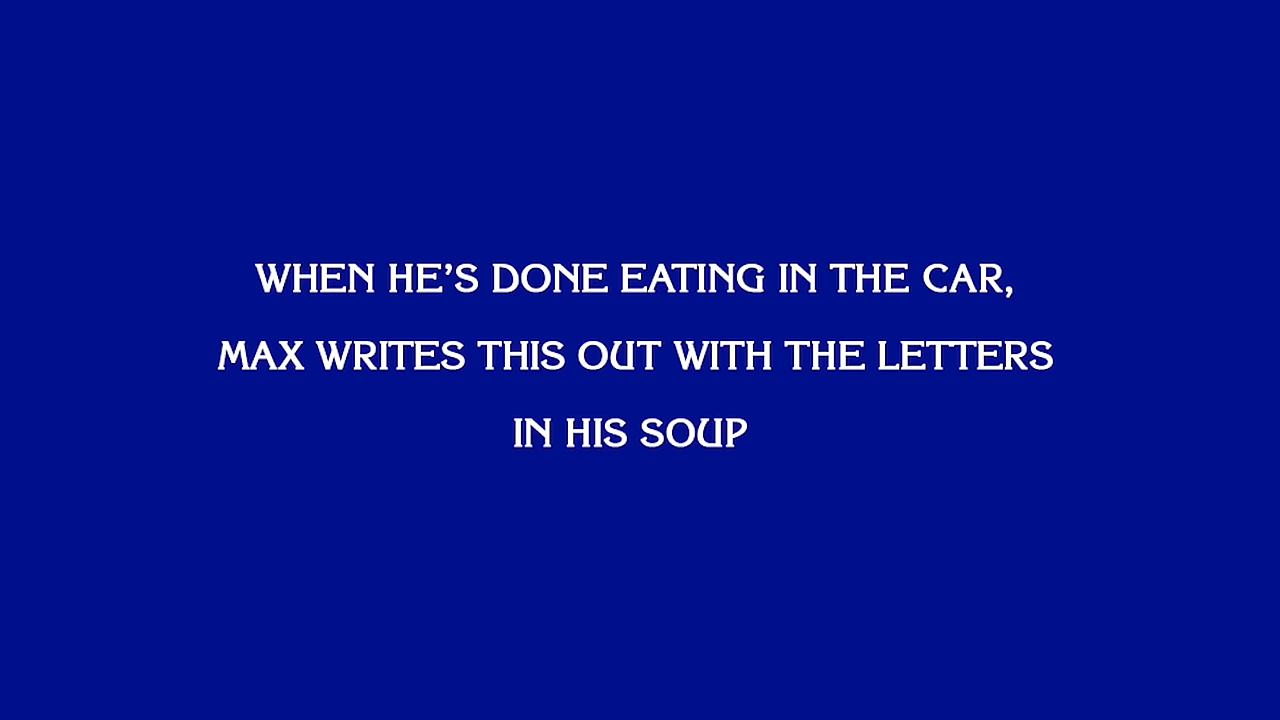 WHEN HE'S DONE EATING IN THE CAR,
MAX WRITES THIS OUT WITH THE LETTERS
IN HIS SOUP